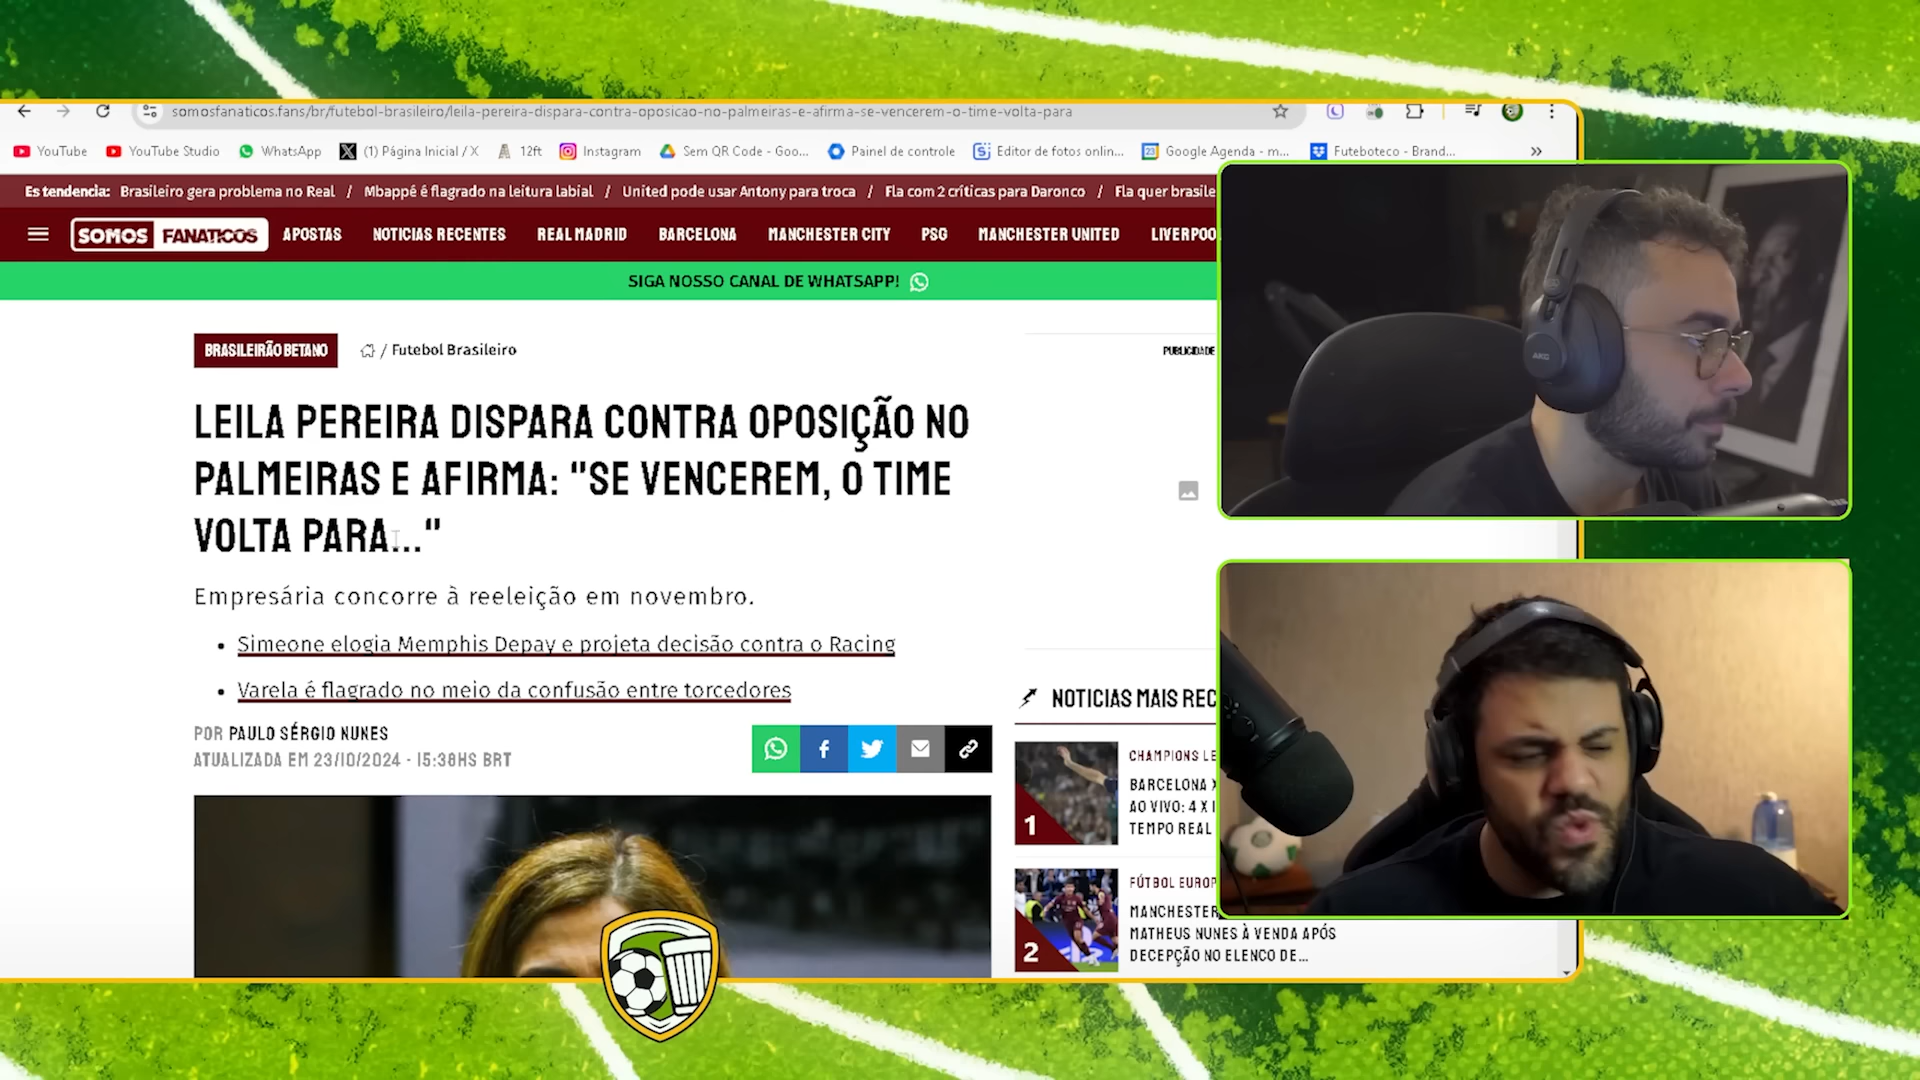 somosfanaticos.fans/br/futebol-brasileiro/leila-pereira-dispara-contra-oposicao-no-palmeiras-e-afirma-se-vencerem-o-time-volta-para
YouTube YouTube Studio WhatsApp (1) Página Inicial / X 12ft Instagram Sem QR Code - Goo... Painel de controle Editor de fotos onlin... Google Agenda - m... Futeboteco - Brand... »
Es tendencia: Brasileiro gera problema no Real / Mbappé é flagrado na leitura labial / United pode usar Antony para troca / Fla com 2 críticas para Daronco / Fla quer brasile
SOMOS FANATICOS APOSTAS NOTICIAS RECENTES REAL MADRID BARCELONA MANCHESTER CITY PSG MANCHESTER UNITED LIVERPOO
SIGA NOSSO CANAL DE WHATSAPP!
BRASILEIRÃO BETANO / Futebol Brasileiro
PUBLICIDADE
LEILA PEREIRA DISPARA CONTRA OPOSIÇÃO NO
PALMEIRAS E AFIRMA: "SE VENCEREM, O TIME
VOLTA PARA..."
Empresária concorre à reeleição em novembro.
• Simeone elogia Memphis Depay e projeta decisão contra o Racing
• Varela é flagrado no meio da confusão entre torcedores
POR PAULO SÉRGIO NUNES
ATUALIZADA EM 23/10/2024 - 15:38HS BRT
NOTICIAS MAIS REC
1
CHAMPIONS LE
BARCELONA X
AO VIVO: 4 X 1
TEMPO REAL
2
FÚTBOL EUROP
MANCHESTER
MATHEUS NUNES À VENDA APÓS
DECEPÇÃO NO ELENCO DE...
AKG